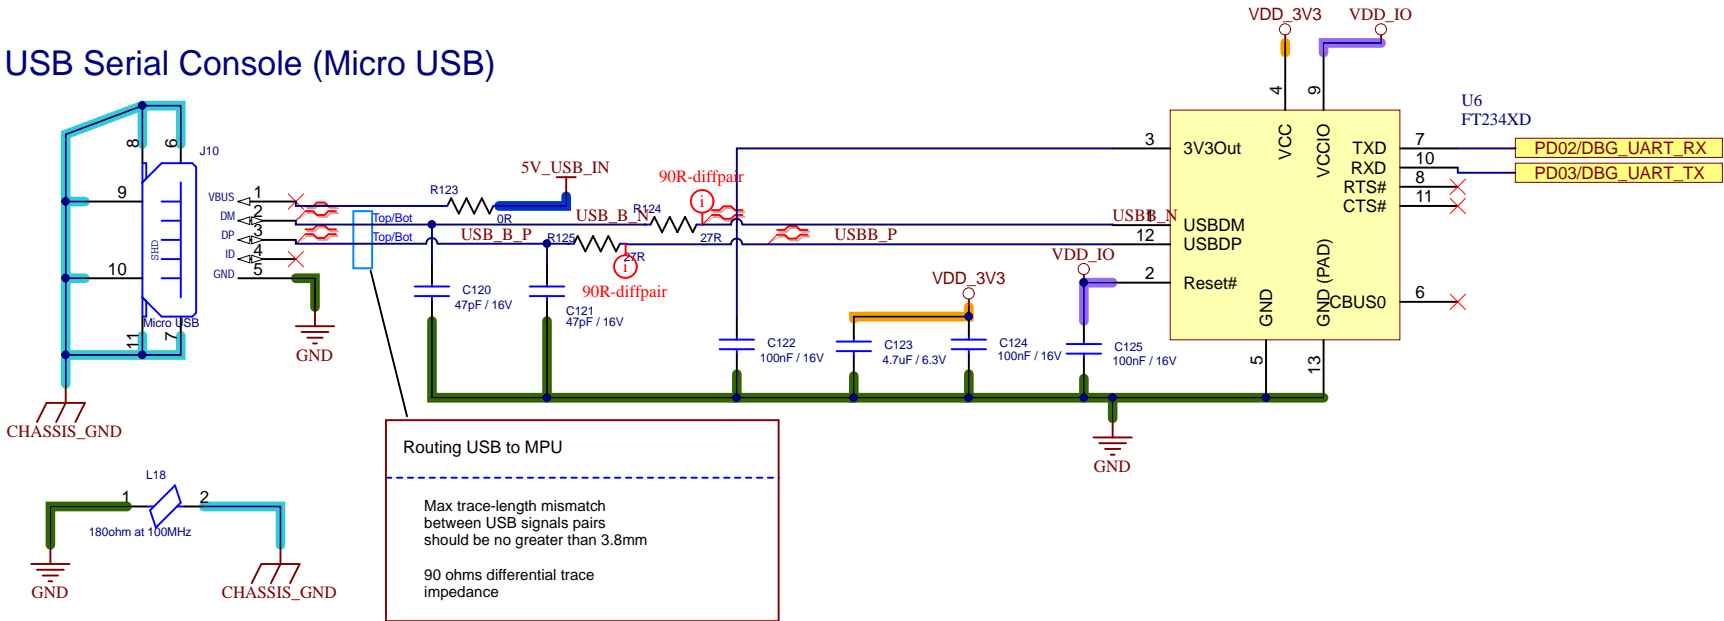 USB Serial Console (Micro USB)
VDD_3V3
VDD_IO
4
9
U6
FT234XD
3
3V3Out
VCC
VCCIO
TXD
7
PD02/DBG_UART_RX
RXD
10
PD03/DBG_UART_TX
RTS#
8
CTS#
11
USBB_N
1
USBDM
12
USBDP
2
Reset#
GND
GND (PAD)
CBUS0
6
5
13
8
6
J10
9
VBUS
1
DM
2
DP
3
ID
4
GND
5
SHD
10
Micro USB
11
7
R123
0R
5V_USB_IN
90R-diffpair
i
R124
27R
Top/Bot
USB_B_N
Top/Bot
USB_B_P
R125
27R
USBB_P
i
90R-diffpair
VDD_IO
VDD_3V3
C120
47pF / 16V
C121
47pF / 16V
C122
100nF / 16V
C123
4.7uF / 6.3V
C124
100nF / 16V
C125
100nF / 16V
GND
GND
CHASSIS_GND
L18
1
2
180ohm at 100MHz
GND
CHASSIS_GND
Routing USB to MPU
Max trace-length mismatch
between USB signals pairs
should be no greater than 3.8mm
90 ohms differential trace
impedance